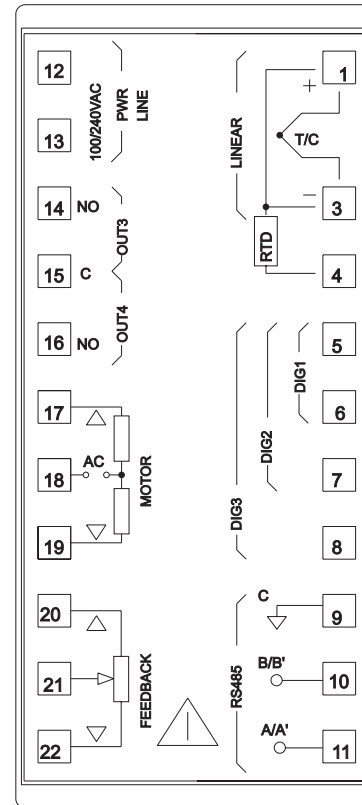 12
13
100/240VAC
PWR
LINE
14 NO
15 C
16 NO
OUT3
OUT4
17
18 AC
19
MOTOR
20
21
22
FEEDBACK
1
+
T/C
LINEAR
−
3
RTD
4
5
6
7
8
DIG1
DIG2
DIG3
C 9
B/B' 10
A/A' 11
RS485